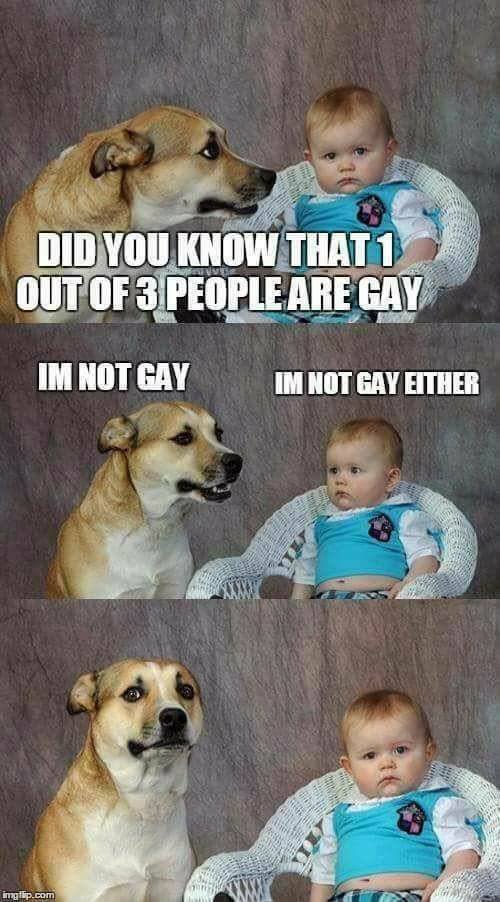 DID YOU KNOW THAT 1
OUT OF 3 PEOPLE ARE GAY
IM NOT GAY
IM NOT GAY EITHER
imgflip.com